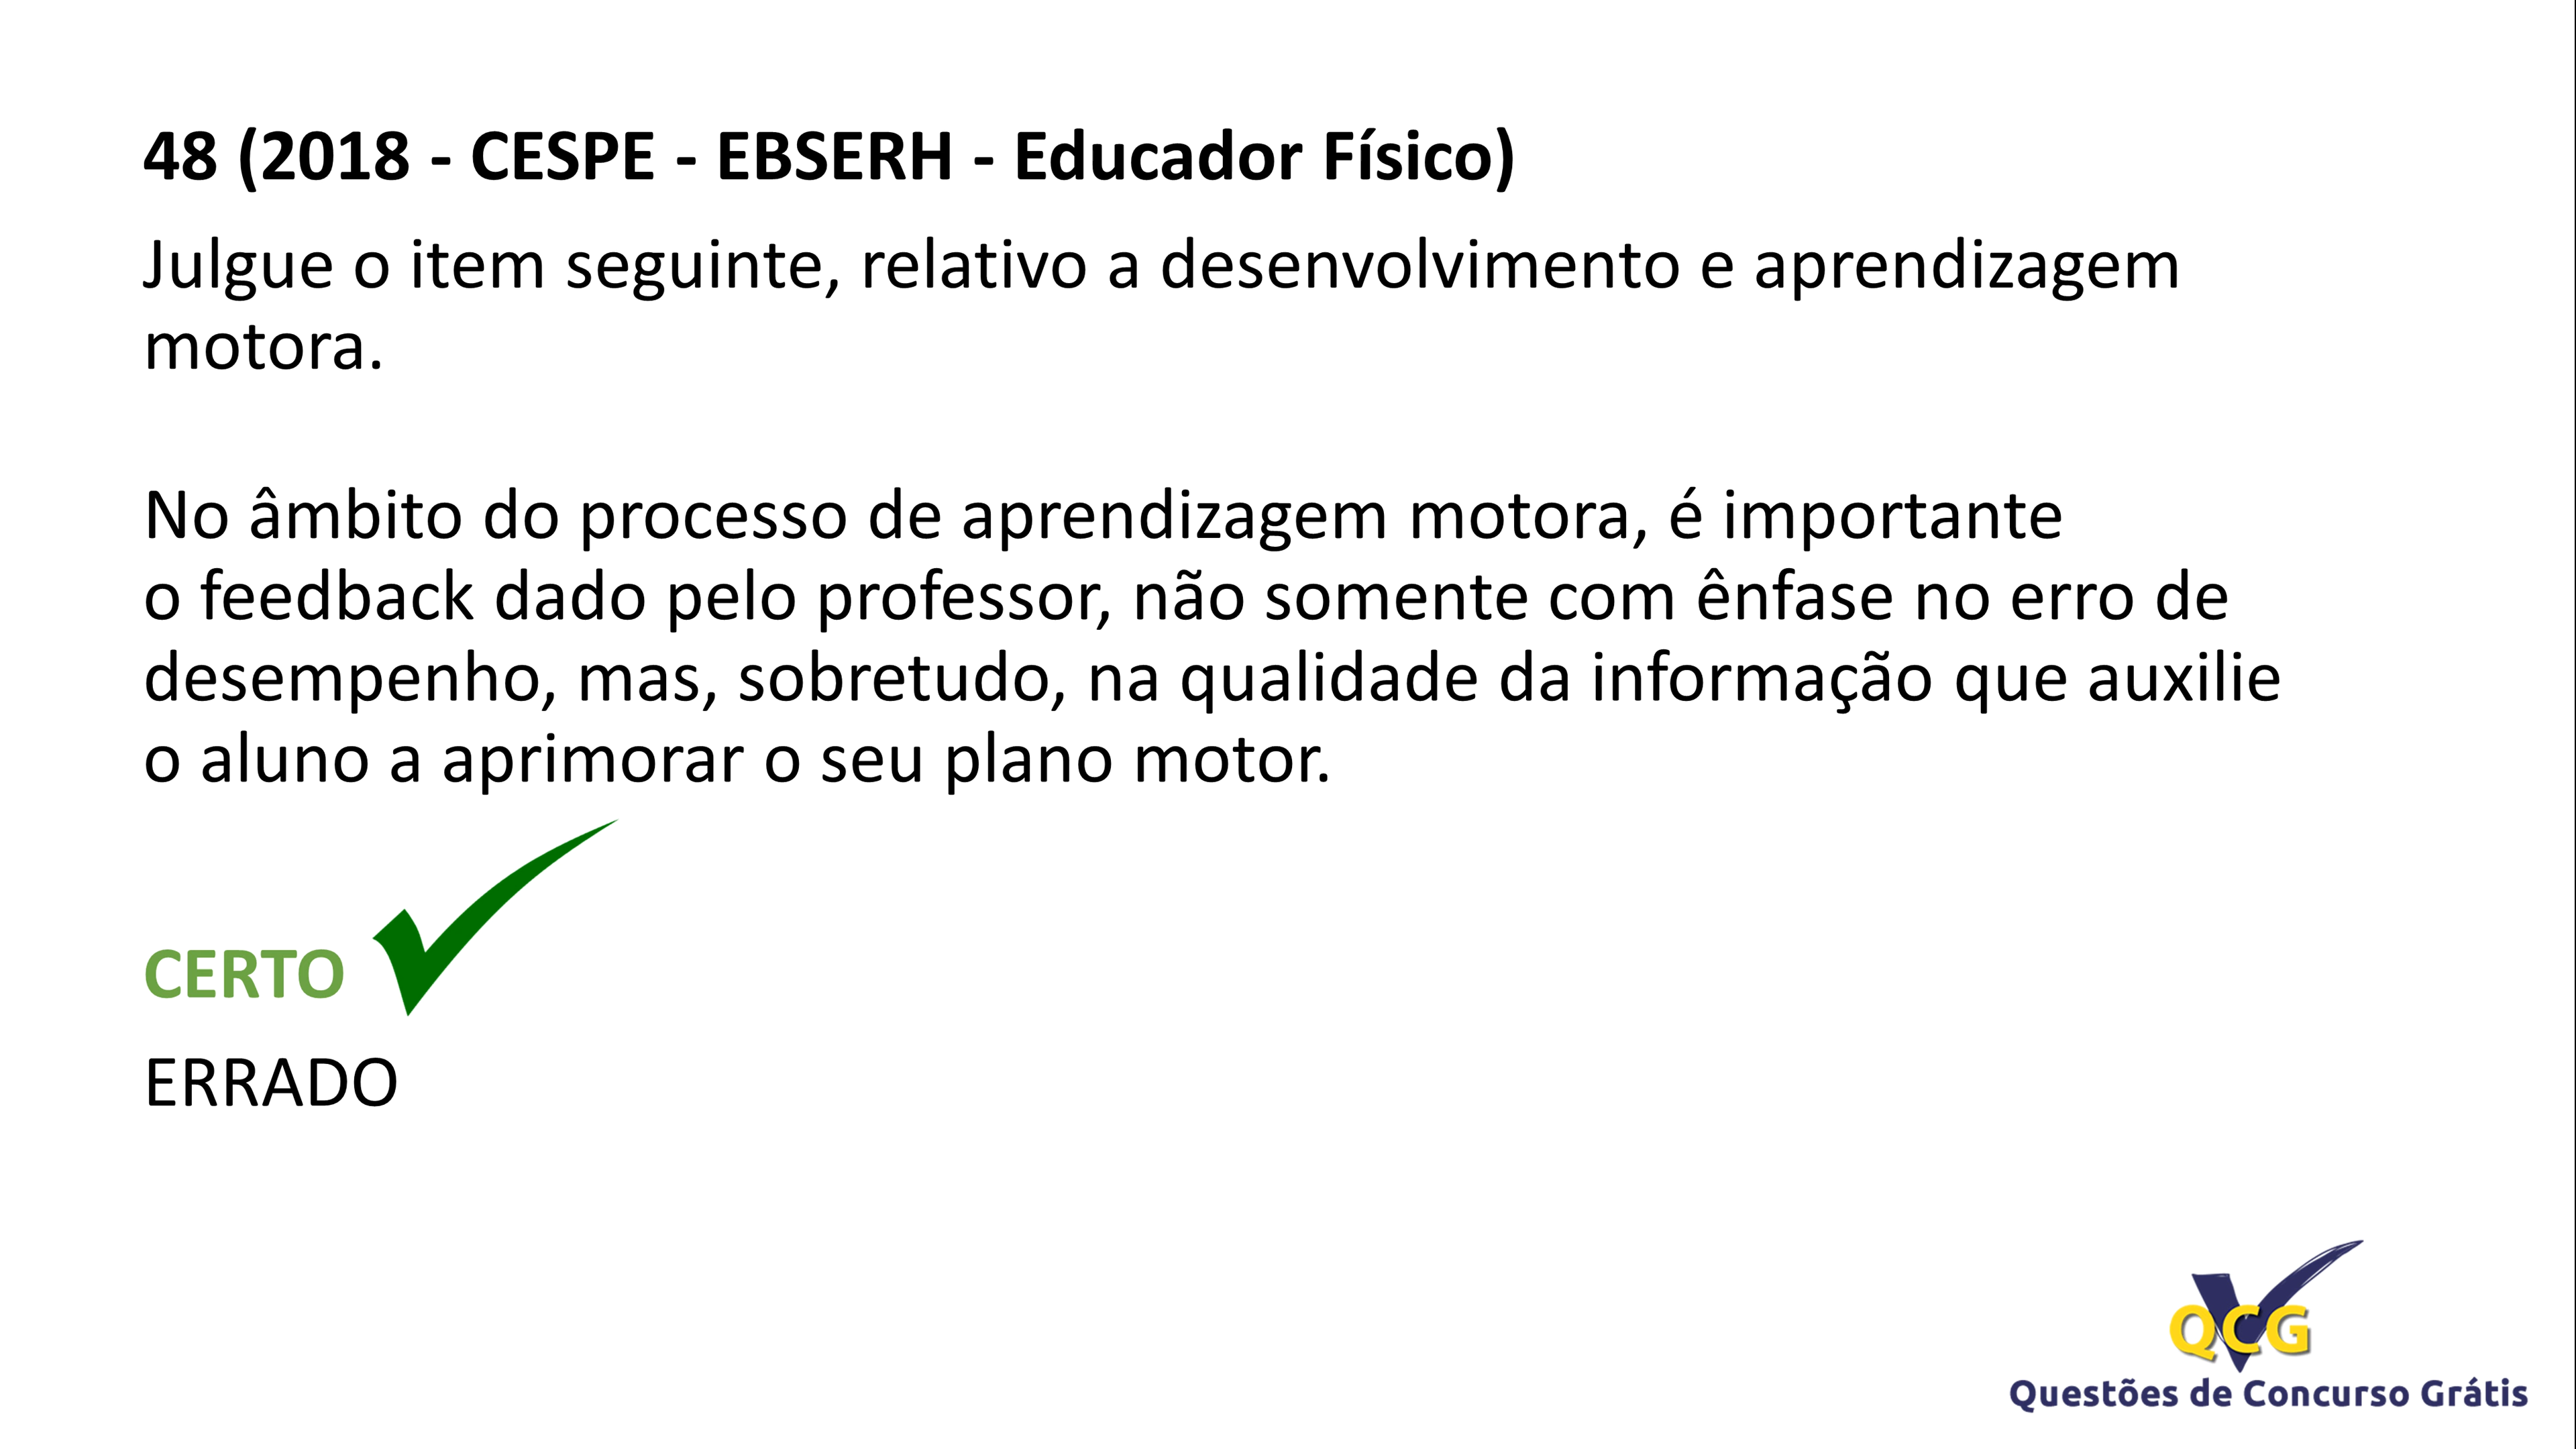 48 (2018 - CESPE - EBSERH - Educador Físico)
Julgue o item seguinte, relativo a desenvolvimento e aprendizagem
motora.
No âmbito do processo de aprendizagem motora, é importante
o feedback dado pelo professor, não somente com ênfase no erro de
desempenho, mas, sobretudo, na qualidade da informação que auxilie
o aluno a aprimorar o seu plano motor.
CERTO
ERRADO
QCG
Questões de Concurso Grátis